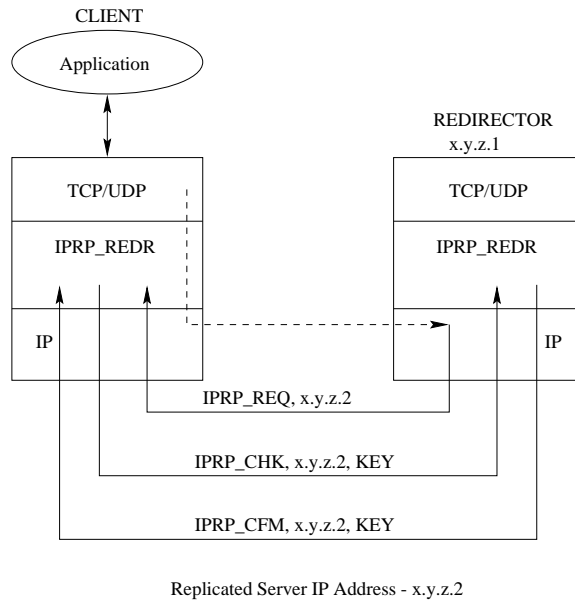 CLIENT
Application
REDIRECTOR
x.y.z.1
TCP/UDP
TCP/UDP
IPRP_REDR
IPRP_REDR
IP
IP
IPRP_REQ, x.y.z.2
IPRP_CHK, x.y.z.2, KEY
IPRP_CFM, x.y.z.2, KEY
Replicated Server IP Address - x.y.z.2